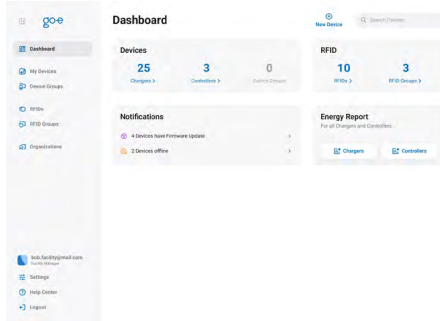 go-e
Dashboard
New Device
Search Devices
Dashboard
My Devices
Device Groups
RFIDs
RFID Groups
Organizations
Devices
25
3
0
Chargers >
Controllers >
Device Groups
RFID
10
3
RFIDs >
RFID Groups >
Notifications
4 Devices have Firmware Update
2 Devices offline
Energy Report
For all Chargers and Controllers
Chargers
Controllers
bob.facility@mail.com
Facility Manager
Settings
Help Center
Logout